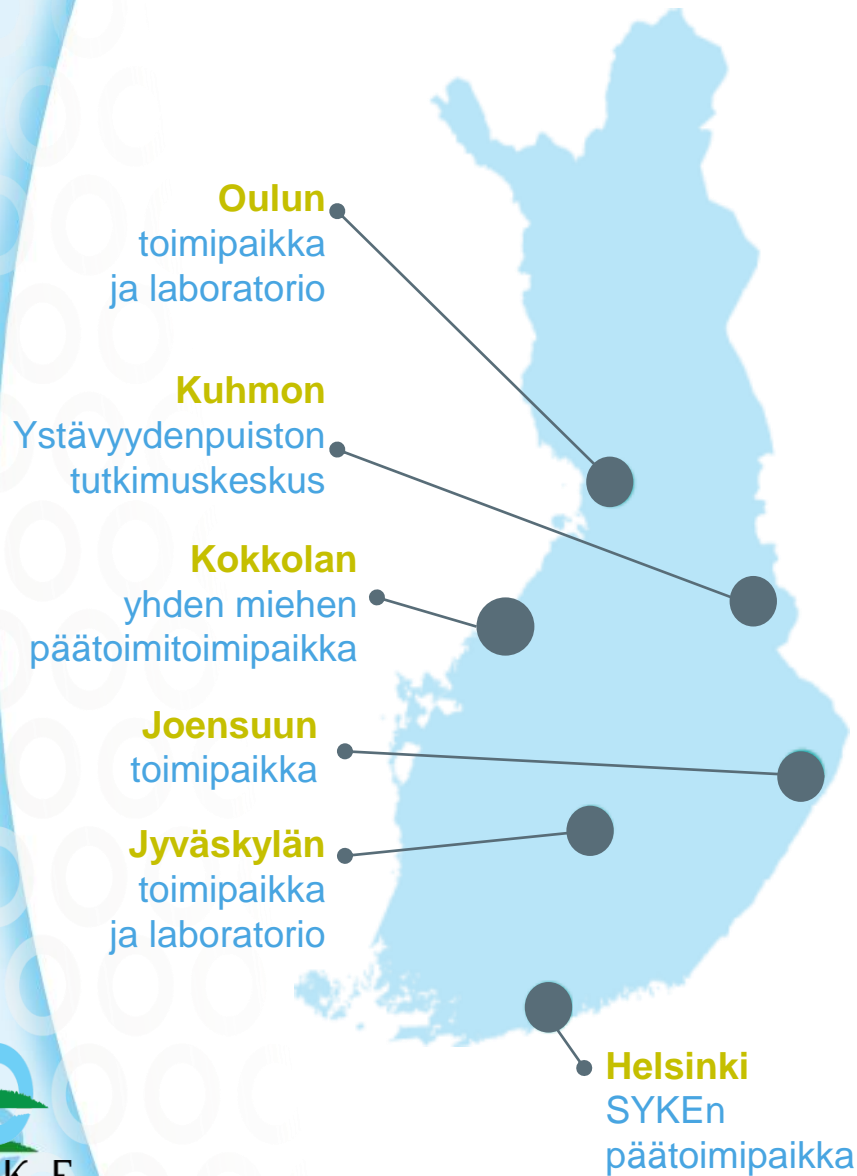 Oulun
toimipaikka
ja laboratorio
Kuhmon
Ystävyydenpuiston
tutkimuskeskus
Kokkolan
yhden miehen
päätoimitoimipaikka
Joensuun
toimipaikka
Jyväskylän
toimipaikka
ja laboratorio
Helsinki
SYKEn
päätoimipaikka
K E